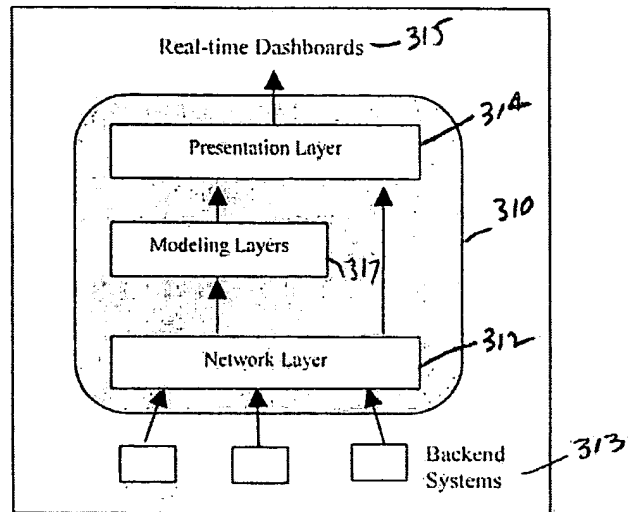 Real-time Dashboards 315
314
Presentation Layer
310
Modeling Layers
317
312
Network Layer
Backend
Systems
313